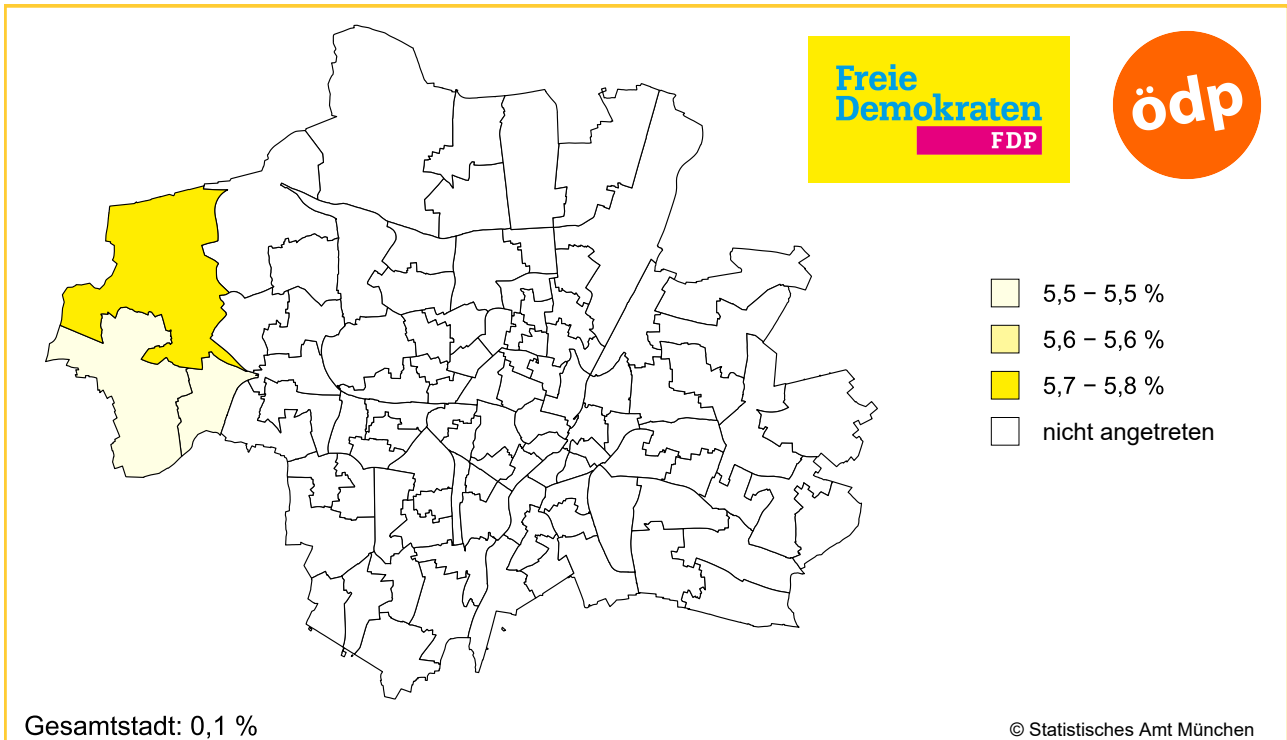 Freie
Demokraten
FDP
ödp
5,5 − 5,5 %
5,6 − 5,6 %
5,7 − 5,8 %
nicht angetreten
Gesamtstadt: 0,1 %
© Statistisches Amt München